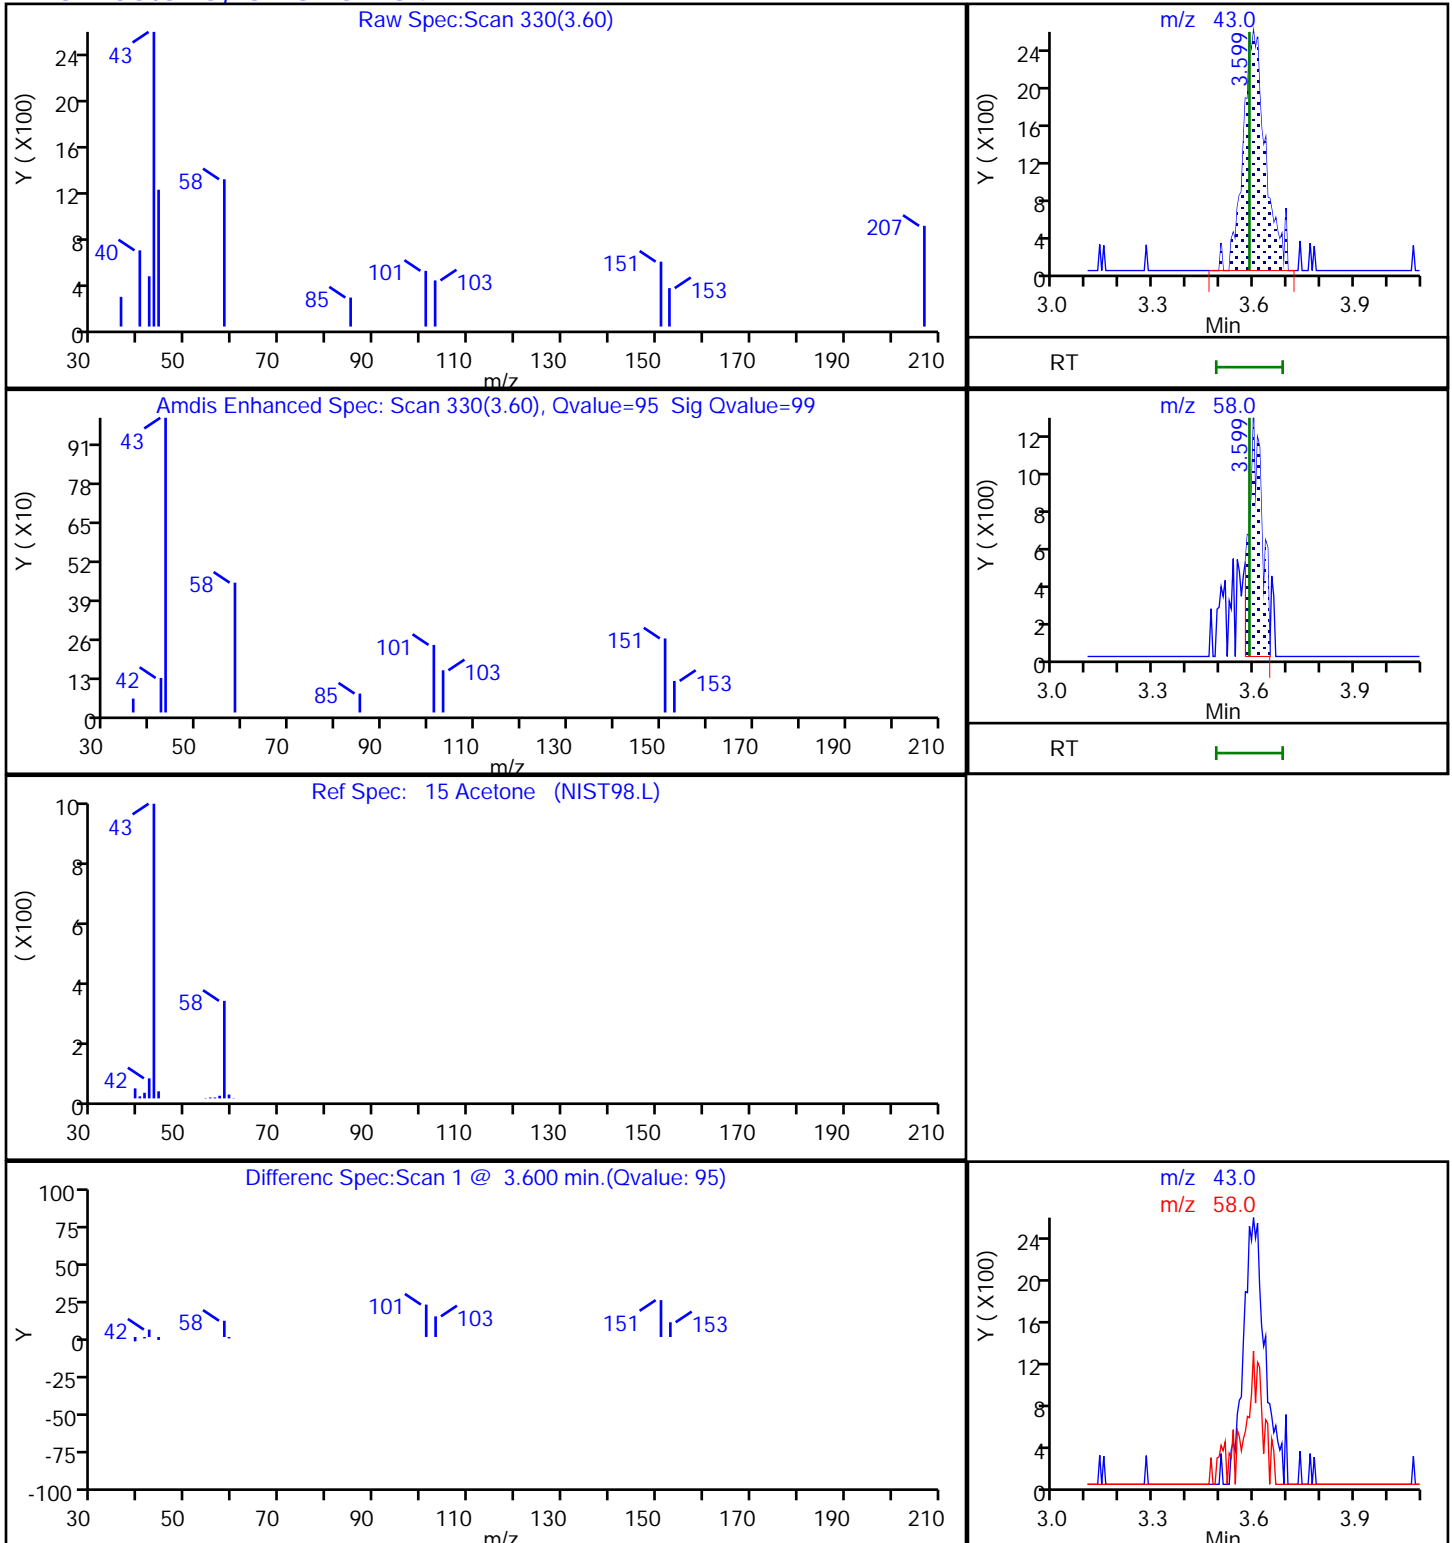 Raw Spec:Scan 330(3.60)
Y ( X100)
24
20
16
12
8
4
0
43
40
58
85
101
103
151
153
207
30 50 70 90 110 130 150 170 190 210
m/z
m/z 43.0
Y ( X100)
24
20
16
12
8
4
0
3.599
3.0 3.3 3.6 3.9
Min
RT
Amdis Enhanced Spec: Scan 330(3.60), Qvalue=95 Sig Qvalue=99
Y ( X10)
91
78
65
52
39
26
13
0
43
42
58
85
101
103
151
153
30 50 70 90 110 130 150 170 190 210
m/z
m/z 58.0
Y ( X100)
12
10
8
6
4
2
0
3.599
3.0 3.3 3.6 3.9
Min
RT
Ref Spec: 15 Acetone (NIST98.L)
( X100)
10
8
6
4
2
0
43
42
58
30 50 70 90 110 130 150 170 190 210
Differenc Spec:Scan 1 @ 3.600 min.(Qvalue: 95)
Y
100
75
50
25
0
-25
-50
-75
-100
42
58
101
103
151
153
30 50 70 90 110 130 150 170 190 210
m/z
m/z 43.0
m/z 58.0
Y ( X100)
24
20
16
12
8
4
0
3.0 3.3 3.6 3.9
Min